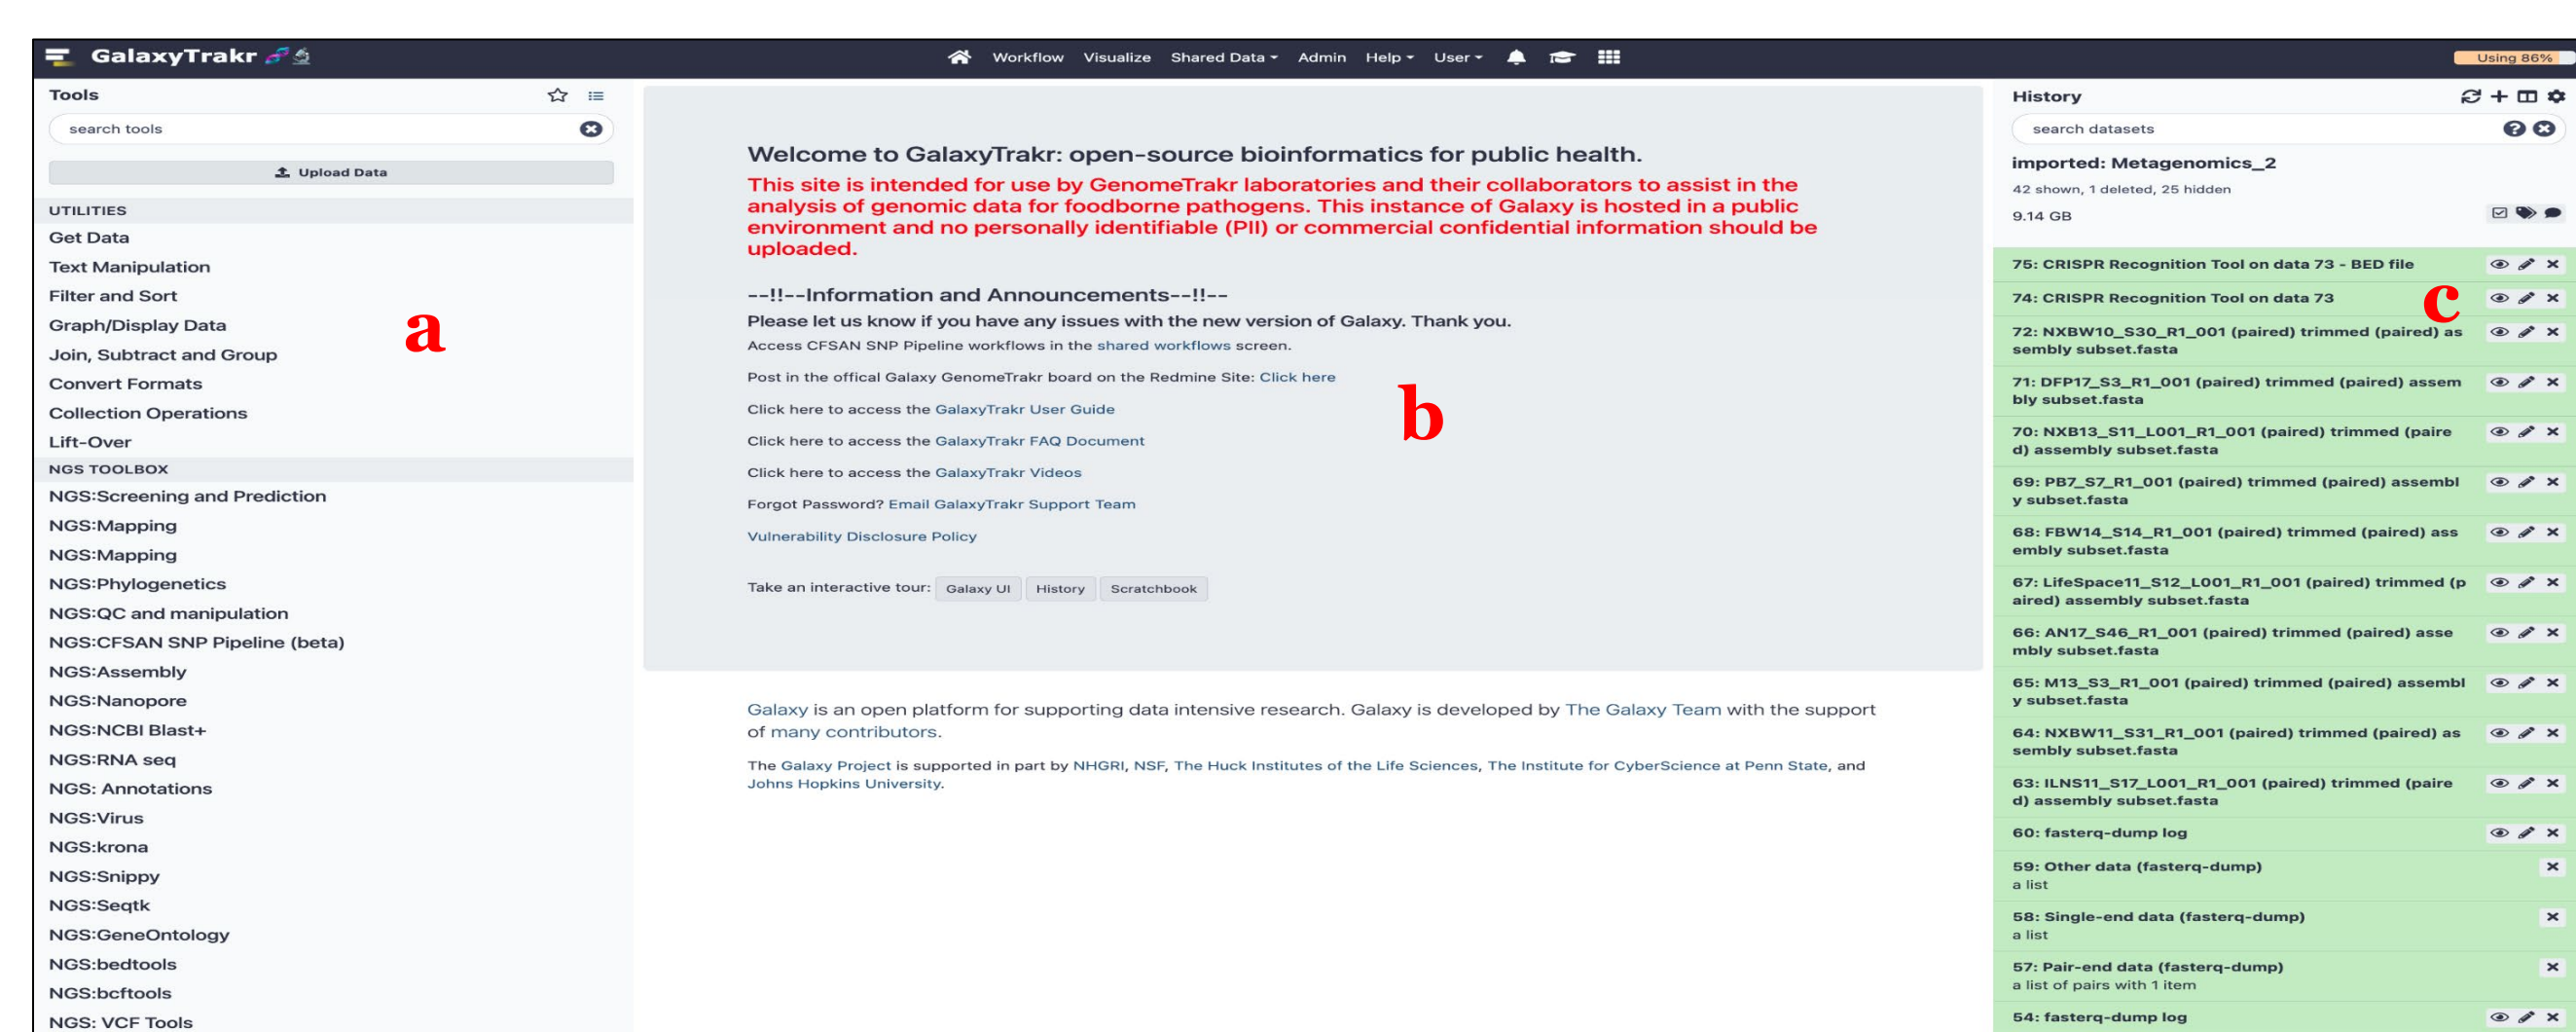 GalaxyTrakr
Workflow Visualize Shared Data Admin Help User
Using 86%
Tools
search tools
Upload Data
UTILITIES
Get Data
Text Manipulation
Filter and Sort
Graph/Display Data
Join, Subtract and Group
Convert Formats
Collection Operations
Lift-Over
NGS TOOLBOX
NGS:Screening and Prediction
NGS:Mapping
NGS:Mapping
NGS:Phylogenetics
NGS:QC and manipulation
NGS:CFSAN SNP Pipeline (beta)
NGS:Assembly
NGS:Nanopore
NGS:NCBI Blast+
NGS:RNA seq
NGS: Annotations
NGS:Virus
NGS:krona
NGS:Snippy
NGS:Seqtk
NGS:GeneOntology
NGS:bedtools
NGS:bcftools
NGS: VCF Tools
a
Welcome to GalaxyTrakr: open-source bioinformatics for public health.
This site is intended for use by GenomeTrakr laboratories and their collaborators to assist in the
analysis of genomic data for foodborne pathogens. This instance of Galaxy is hosted in a public
environment and no personally identifiable (PII) or commercial confidential information should be
uploaded.
--!!--Information and Announcements--!!--
Please let us know if you have any issues with the new version of Galaxy. Thank you.
Access CFSAN SNP Pipeline workflows in the shared workflows screen.
Post in the offical Galaxy GenomeTrakr board on the Redmine Site: Click here
Click here to access the GalaxyTrakr User Guide
Click here to access the GalaxyTrakr FAQ Document
Click here to access the GalaxyTrakr Videos
Forgot Password? Email GalaxyTrakr Support Team
Vulnerability Disclosure Policy
Take an interactive tour: Galaxy UI History Scratchbook
b
Galaxy is an open platform for supporting data intensive research. Galaxy is developed by The Galaxy Team with the support
of many contributors.
The Galaxy Project is supported in part by NHGRI, NSF, The Huck Institutes of the Life Sciences, The Institute for CyberScience at Penn State, and
Johns Hopkins University.
History
search datasets
imported: Metagenomics_2
42 shown, 1 deleted, 25 hidden
9.14 GB
75: CRISPR Recognition Tool on data 73 - BED file
74: CRISPR Recognition Tool on data 73
c
72: NXBW10_S30_R1_001 (paired) trimmed (paired) as
sembly subset.fasta
71: DFP17_S3_R1_001 (paired) trimmed (paired) assem
bly subset.fasta
70: NXB13_S11_L001_R1_001 (paired) trimmed (paire
d) assembly subset.fasta
69: PB7_S7_R1_001 (paired) trimmed (paired) assembl
y subset.fasta
68: FBW14_S14_R1_001 (paired) trimmed (paired) ass
embly subset.fasta
67: LifeSpace11_S12_L001_R1_001 (paired) trimmed (p
aired) assembly subset.fasta
66: AN17_S46_R1_001 (paired) trimmed (paired) asse
mbly subset.fasta
65: M13_S3_R1_001 (paired) trimmed (paired) assembl
y subset.fasta
64: NXBW11_S31_R1_001 (paired) trimmed (paired) as
sembly subset.fasta
63: ILNS11_S17_L001_R1_001 (paired) trimmed (paire
d) assembly subset.fasta
60: fasterq-dump log
59: Other data (fasterq-dump)
a list
58: Single-end data (fasterq-dump)
a list
57: Pair-end data (fasterq-dump)
a list of pairs with 1 item
54: fasterq-dump log